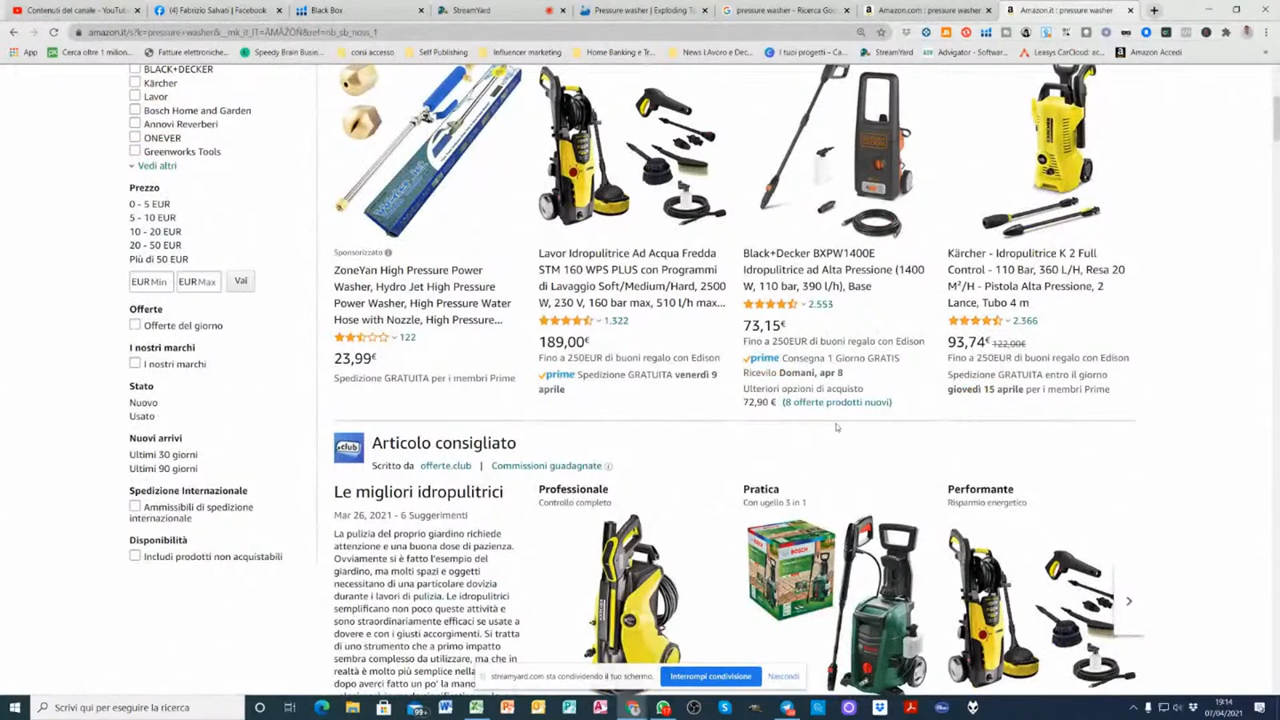 Contenuti del canale - YouTube
(4) Fabrizio Salvati | Facebook
Black Box
StreamYard
Pressure washer | Exploding To
pressure washer - Ricerca Goo
Amazon.com : pressure washer
Amazon.it : pressure washer
amazon.it/s?k=pressure+washer&__mk_it_IT=ÅMÅŽÕÑ&ref=nb_sb_noss_1
App
Cerca oltre 1 milion...
Fatture elettroniche...
Speedy Brain Busin...
corsi accesso
Self Publishing
Influencer marketing
Home Banking e Tr...
News LAvoro e Dec...
I tuoi progetti - Ca...
StreamYard
Advigator - Softwar...
Leasys CarCloud: ac...
Amazon Accedi
BLACK+DECKER
Kärcher
Lavor
Bosch Home and Garden
Annovi Reverberi
ONEVER
Greenworks Tools
Vedi altri
Prezzo
0 - 5 EUR
5 - 10 EUR
10 - 20 EUR
20 - 50 EUR
Più di 50 EUR
EUR Min
EUR Max
Vai
Offerte
Offerte del giorno
I nostri marchi
I nostri marchi
Stato
Nuovo
Usato
Nuovi arrivi
Ultimi 30 giorni
Ultimi 90 giorni
Spedizione Internazionale
Ammissibili di spedizione
internazionale
Disponibilità
Includi prodotti non acquistabili
Sponsorizzato
ZoneYan High Pressure Power
Washer, Hydro Jet High Pressure
Power Washer, High Pressure Water
Hose with Nozzle, High Pressure...
122
23,99€
Spedizione GRATUITA per i membri Prime
Lavor Idropulitrice Ad Acqua Fredda
STM 160 WPS PLUS con Programmi
di Lavaggio Soft/Medium/Hard, 2500
W, 230 V, 160 bar max, 510 l/h max...
1.322
189,00€
Fino a 250EUR di buoni regalo con Edison
prime Spedizione GRATUITA venerdì 9
aprile
Black+Decker BXPW1400E
Idropulitrice ad Alta Pressione (1400
W, 110 bar, 390 l/h), Base
2.553
73,15€
Fino a 250EUR di buoni regalo con Edison
prime Consegna 1 Giorno GRATIS
Ricevilo Domani, apr 8
Ulteriori opzioni di acquisto
72,90 € (8 offerte prodotti nuovi)
Kärcher - Idropulitrice K 2 Full
Control - 110 Bar, 360 L/H, Resa 20
M²/H - Pistola Alta Pressione, 2
Lance, Tubo 4 m
2.366
93,74€ 122,00€
Fino a 250EUR di buoni regalo con Edison
Spedizione GRATUITA entro il giorno
giovedì 15 aprile per i membri Prime
.club
Articolo consigliato
Scritto da offerte.club | Commissioni guadagnate
Le migliori idropulitrici
Mar 26, 2021 - 6 Suggerimenti
La pulizia del proprio giardino richiede
attenzione e una buona dose di pazienza.
Ovviamente si è fatto l'esempio del
giardino, ma molti spazi e oggetti
necessitano di una particolare dovizia
durante i lavori di pulizia. Le idropulitrici
semplificano non poco queste attività e
sono straordinariamente efficaci se usate a
dovere e con i giusti accorgimenti. Si tratta
di uno strumento che a primo impatto
sembra complesso da utilizzare, ma che in
realtà è molto più semplice nella
dopo averci fatto un po' la man
Professionale
Controllo completo
Pratica
Con ugello 3 in 1
BOSCH
Performante
Risparmio energetico
streamyard.com sta condividendo il tuo schermo.
Interrompi condivisione
Nascondi
Scrivi qui per eseguire la ricerca
99+
19:14
07/04/2021